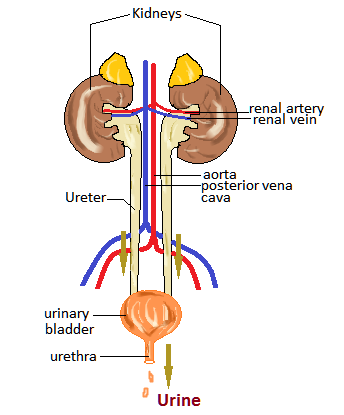 Kidneys
renal artery
renal vein
aorta
posterior vena
cava
Ureter
urinary
bladder
urethra
Urine